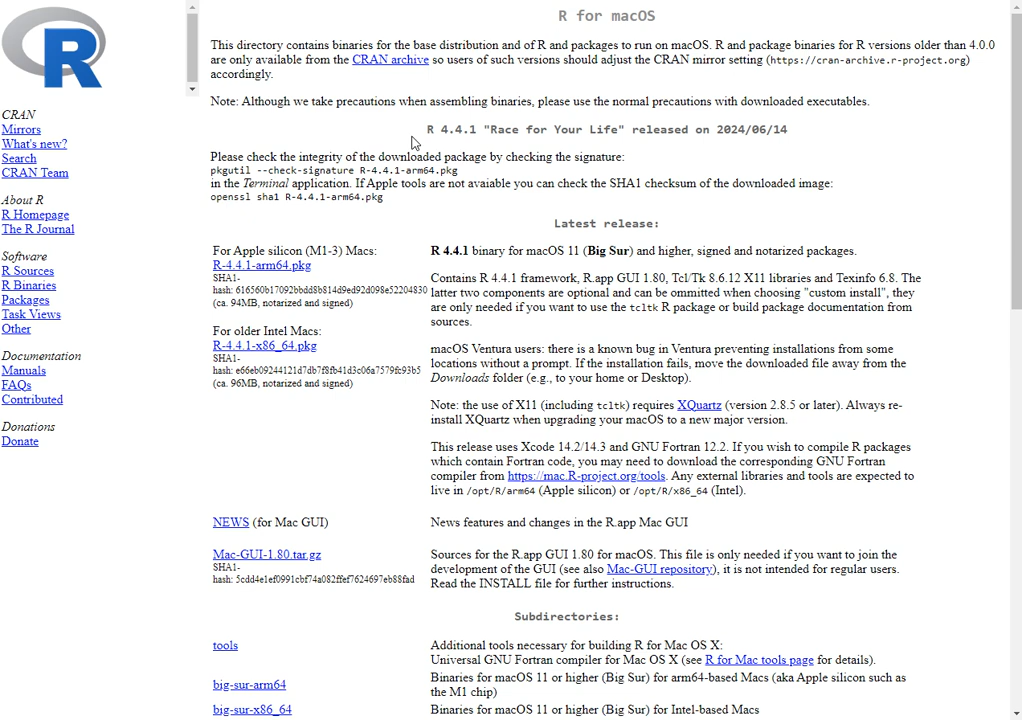 R
CRAN
Mirrors
What's new?
Search
CRAN Team
About R
R Homepage
The R Journal
Software
R Sources
R Binaries
Packages
Task Views
Other
Documentation
Manuals
FAQs
Contributed
Donations
Donate
R for macOS
This directory contains binaries for the base distribution and of R and packages to run on macOS. R and package binaries for R versions older than 4.0.0
are only available from the CRAN archive so users of such versions should adjust the CRAN mirror setting (https://cran-archive.r-project.org)
accordingly.
Note: Although we take precautions when assembling binaries, please use the normal precautions with downloaded executables.
R 4.4.1 "Race for Your Life" released on 2024/06/14
Please check the integrity of the downloaded package by checking the signature:
pkgutil --check-signature R-4.4.1-arm64.pkg
in the Terminal application. If Apple tools are not avaiable you can check the SHA1 checksum of the downloaded image:
openssl sha1 R-4.4.1-arm64.pkg
Latest release:
For Apple silicon (M1-3) Macs:
R-4.4.1-arm64.pkg
SHA1-
hash: 616560b17092bbdd8b814d9ed92d098e52204830
(ca. 94MB, notarized and signed)
For older Intel Macs:
R-4.4.1-x86_64.pkg
SHA1-
hash: e66eb09244121d7db7f8fb41d3c06a7579fc93b5
(ca. 96MB, notarized and signed)
R 4.4.1 binary for macOS 11 (Big Sur) and higher, signed and notarized packages.
Contains R 4.4.1 framework, R.app GUI 1.80, Tcl/Tk 8.6.12 X11 libraries and Texinfo 6.8. The
latter two components are optional and can be ommitted when choosing "custom install", they
are only needed if you want to use the tcltk R package or build package documentation from
sources.
macOS Ventura users: there is a known bug in Ventura preventing installations from some
locations without a prompt. If the installation fails, move the downloaded file away from the
Downloads folder (e.g., to your home or Desktop).
Note: the use of X11 (including tcltk) requires XQuartz (version 2.8.5 or later). Always re-
install XQuartz when upgrading your macOS to a new major version.
This release uses Xcode 14.2/14.3 and GNU Fortran 12.2. If you wish to compile R packages
which contain Fortran code, you may need to download the corresponding GNU Fortran
compiler from https://mac.R-project.org/tools. Any external libraries and tools are expected to
live in /opt/R/arm64 (Apple silicon) or /opt/R/x86_64 (Intel).
NEWS (for Mac GUI)
News features and changes in the R.app Mac GUI
Mac-GUI-1.80.tar.gz
SHA1-
hash: 5cdd4e1ef0991cbf74a082ffef7624697eb88fad
Sources for the R.app GUI 1.80 for macOS. This file is only needed if you want to join the
development of the GUI (see also Mac-GUI repository), it is not intended for regular users.
Read the INSTALL file for further instructions.
Subdirectories:
tools
Additional tools necessary for building R for Mac OS X:
Universal GNU Fortran compiler for Mac OS X (see R for Mac tools page for details).
big-sur-arm64
Binaries for macOS 11 or higher (Big Sur) for arm64-based Macs (aka Apple silicon such as
the M1 chip)
big-sur-x86_64
Binaries for macOS 11 or higher (Big Sur) for Intel-based Macs